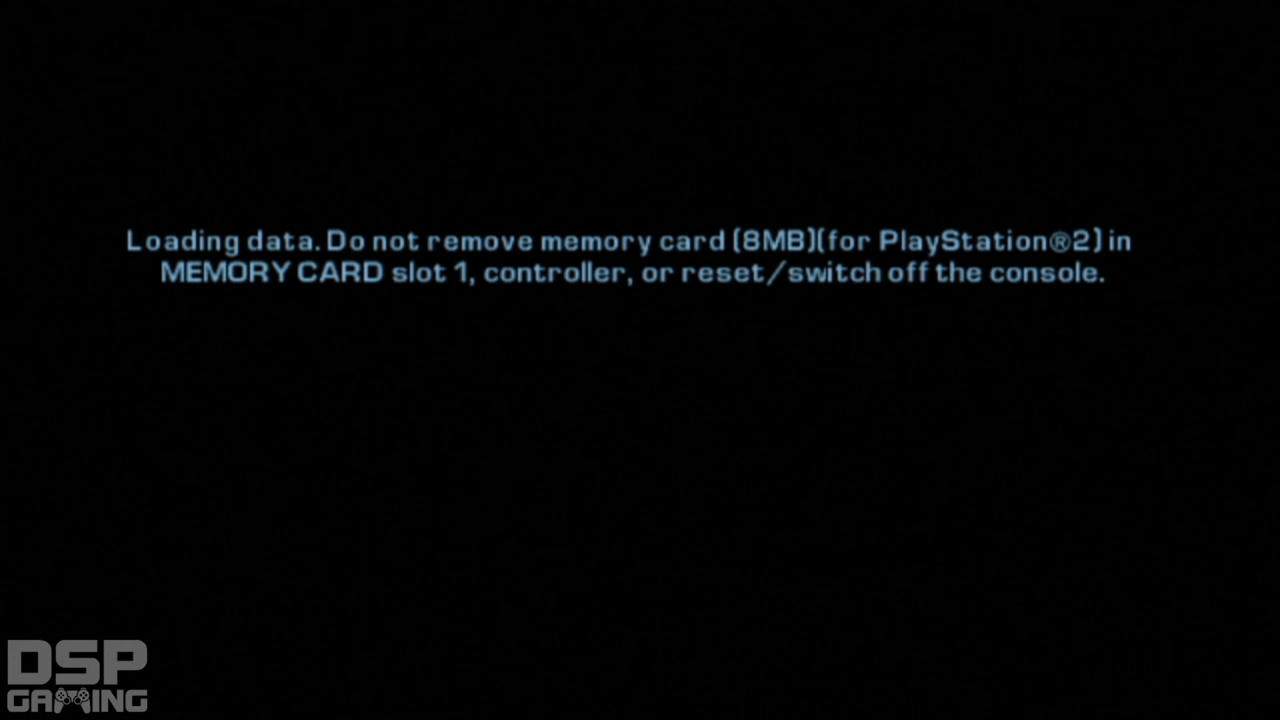 Loading data. Do not remove memory card (8MB)(for PlayStation®2) in
MEMORY CARD slot 1, controller, or reset/switch off the console.
DSP
GAMING